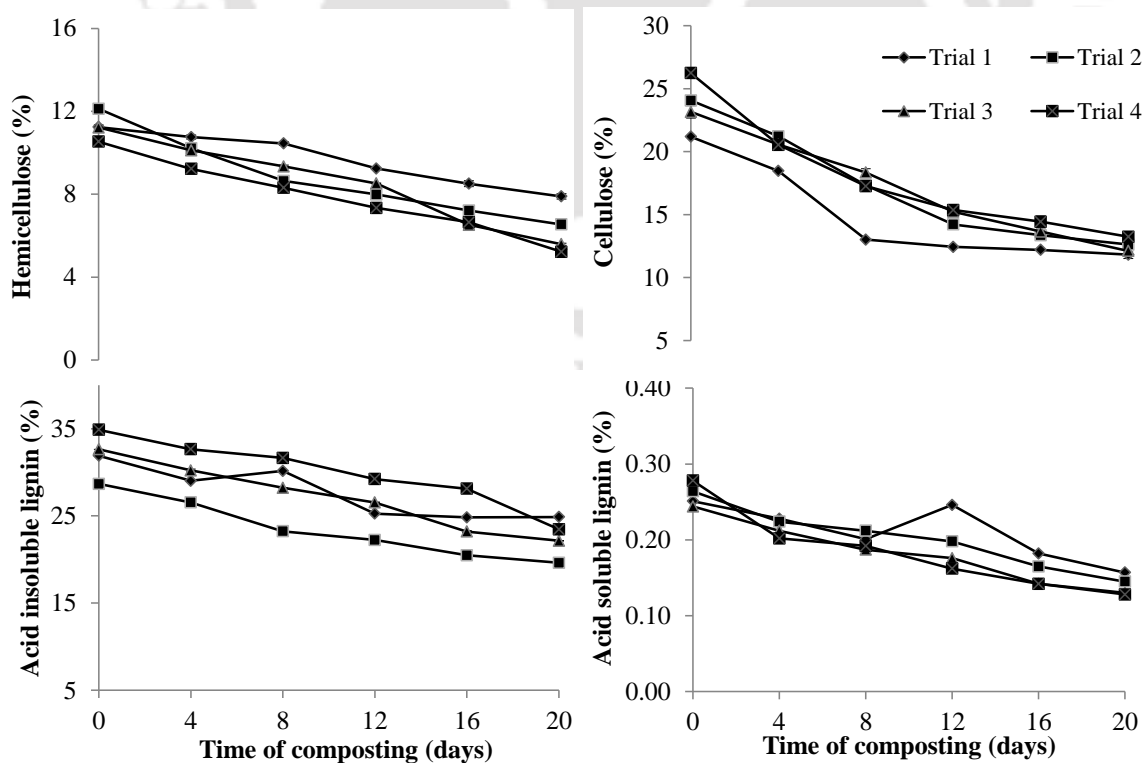 Hemicellulose (%)
16
12
8
4
0
Cellulose (%)
30
25
20
15
10
5
Trial 1
Trial 2
Trial 3
Trial 4
Acid insoluble lignin (%)
35
25
15
5
0 4 8 12 16 20
Time of composting (days)
Acid soluble lignin (%)
0.40
0.30
0.20
0.10
0.00
0 4 8 12 16 20
Time of composting (days)